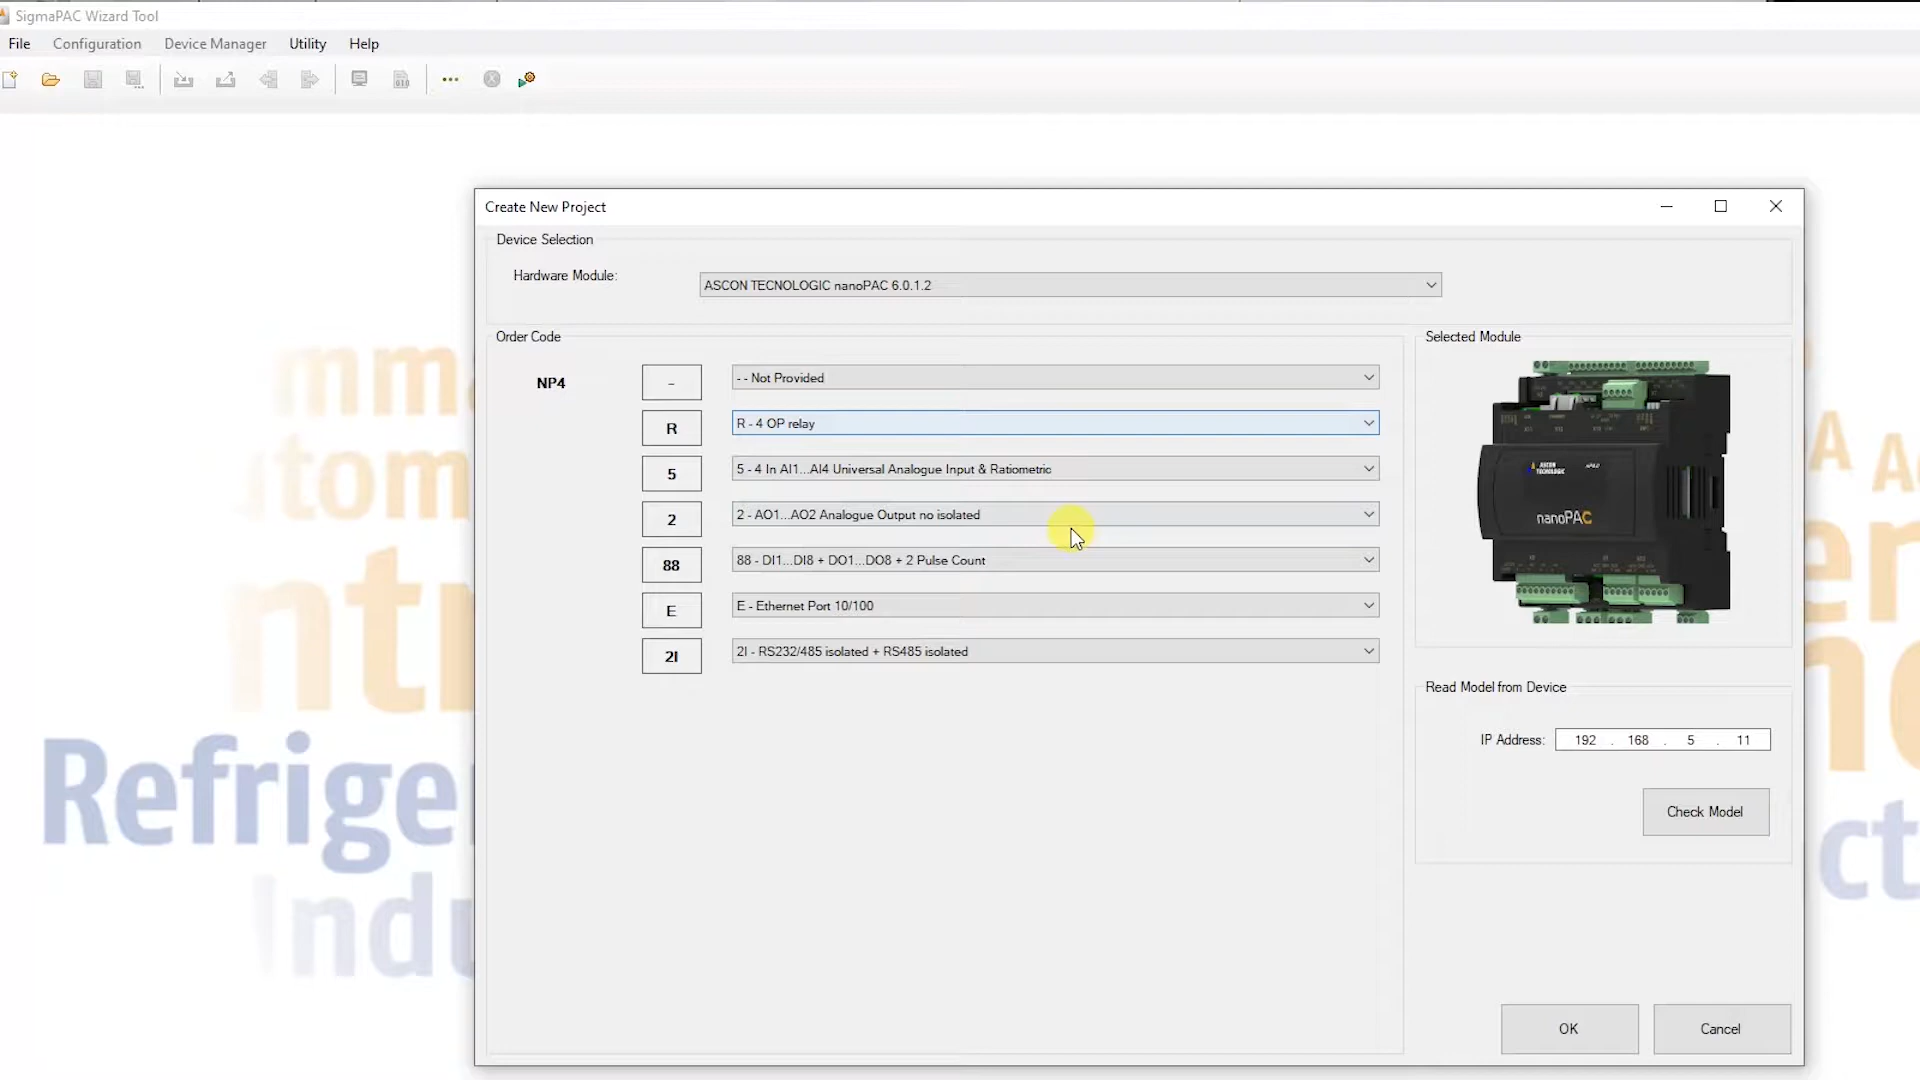 SigmaPAC Wizard Tool
File Configuration Device Manager Utility Help
Create New Project
Device Selection
Hardware Module:
ASCON TECNOLOGIC nanoPAC 6.0.1.2
Order Code
Selected Module
NP4
-
- - Not Provided
R
R - 4 OP relay
5
5 - 4 In AI1...AI4 Universal Analogue Input & Ratiometric
2
2 - AO1...AO2 Analogue Output no isolated
88
88 - DI1...DI8 + DO1...DO8 + 2 Pulse Count
E
E - Ethernet Port 10/100
2I
2I - RS232/485 isolated + RS485 isolated
ASCON
TECNOLOGIC
nanoPAC
Read Model from Device
IP Address: 192 . 168 . 5 . 11
Check Model
OK
Cancel
Refrige
Indu